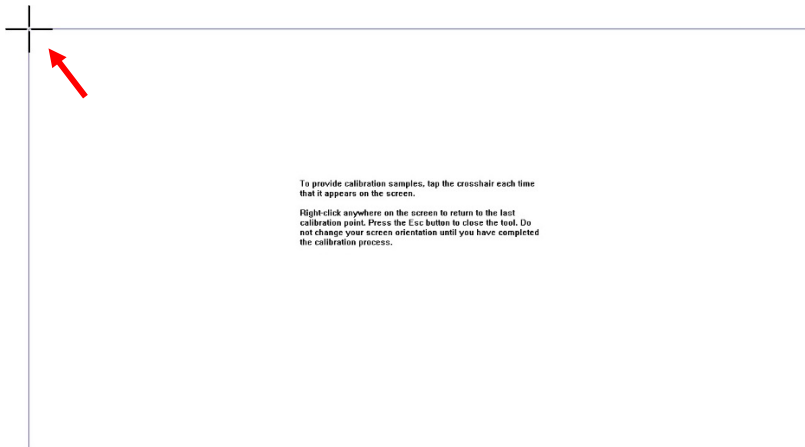 To provide calibration samples, tap the crosshair each time
that it appears on the screen.
Right-click anywhere on the screen to return to the last
calibration point. Press the Esc button to close the tool. Do
not change your screen orientation until you have completed
the calibration process.